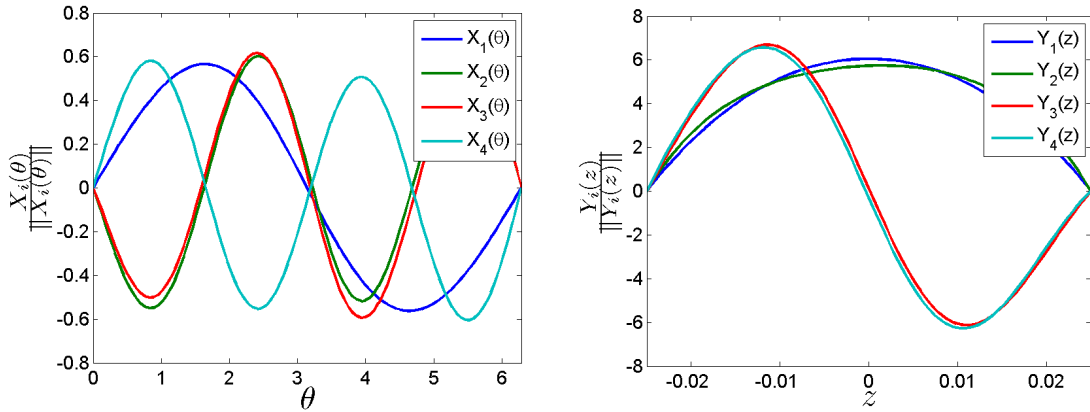 0.8
0.6
0.4
0.2
0
-0.2
-0.4
-0.6
-0.8
0
1
2
3
4
5
6
θ
X_i(θ)
||X_i(θ)||
X_1(θ)
X_2(θ)
X_3(θ)
X_4(θ)
8
6
4
2
0
-2
-4
-6
-8
-0.02
-0.01
0
0.01
0.02
z
Y_i(z)
||Y_i(z)||
Y_1(z)
Y_2(z)
Y_3(z)
Y_4(z)